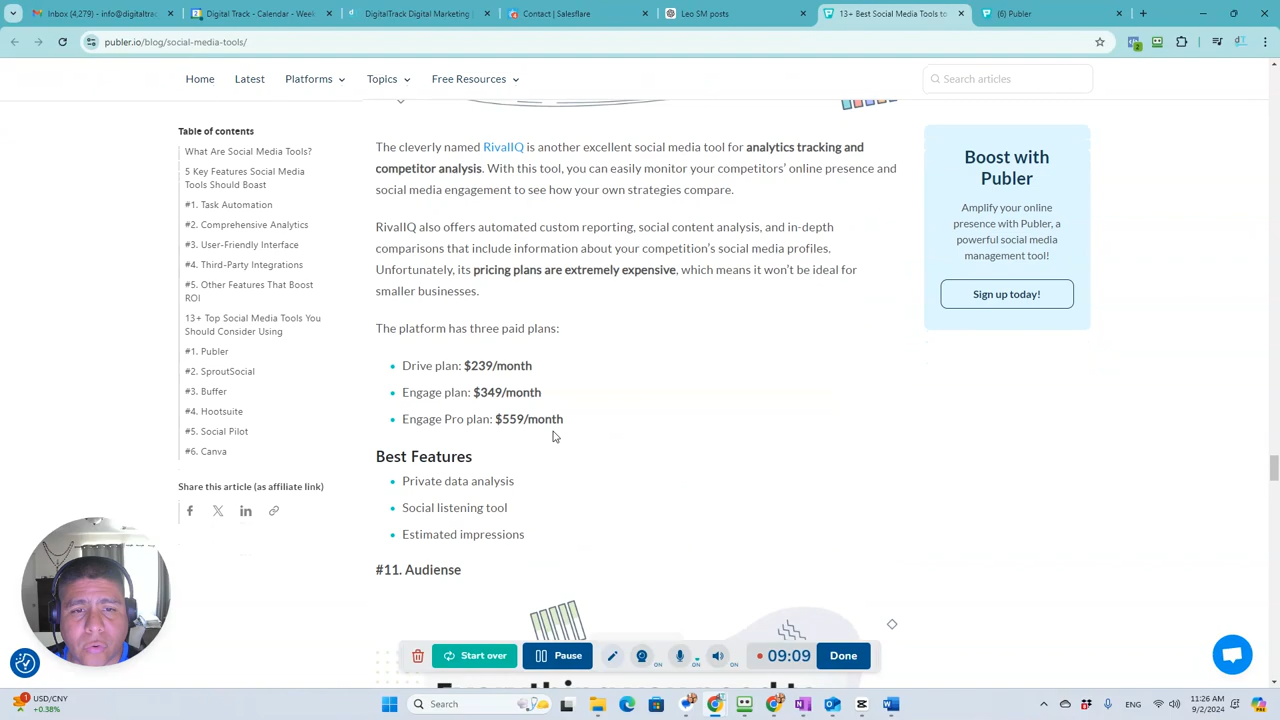 Inbox (4,279) - info@digitaltrac
Digital Track - Calendar - Week
DigitalTrack DigitalTrack Mark
Contact | Salesflare
Leo SM posts
13+ Best Social Media Tools to
(6) Publer
publer.io/blog/social-media-tools/
Home
Latest
Platforms
Topics
Free Resources
Search articles
Table of contents
What Are Social Media Tools?
5 Key Features Social Media
Tools Should Boast
#1. Task Automation
#2. Comprehensive Analytics
#3. User-Friendly Interface
#4. Third-Party Integrations
#5. Other Features That Boost
ROI
13+ Top Social Media Tools You
Should Consider Using
#1. Publer
#2. SproutSocial
#3. Buffer
#4. Hootsuite
#5. Social Pilot
#6. Canva
Share this article (as affiliate link)
The cleverly named RivalIQ is another excellent social media tool for analytics tracking and
competitor analysis. With this tool, you can easily monitor your competitors’ online presence and
social media engagement to see how your own strategies compare.
RivalIQ also offers automated custom reporting, social content analysis, and in-depth
comparisons that include information about your competition’s social media profiles.
Unfortunately, its pricing plans are extremely expensive, which means it won’t be ideal for
smaller businesses.
The platform has three paid plans:
Drive plan: $239/month
Engage plan: $349/month
Engage Pro plan: $559/month
Best Features
Private data analysis
Social listening tool
Estimated impressions
#11. Audiense
Boost with
Publer
Amplify your online
presence with Publer, a
powerful social media
management tool!
Sign up today!
Start over
Pause
ON
ON
ON
09:09
Done
USD/CNY
+0.38%
Search
ENG
11:26 AM
9/2/2024